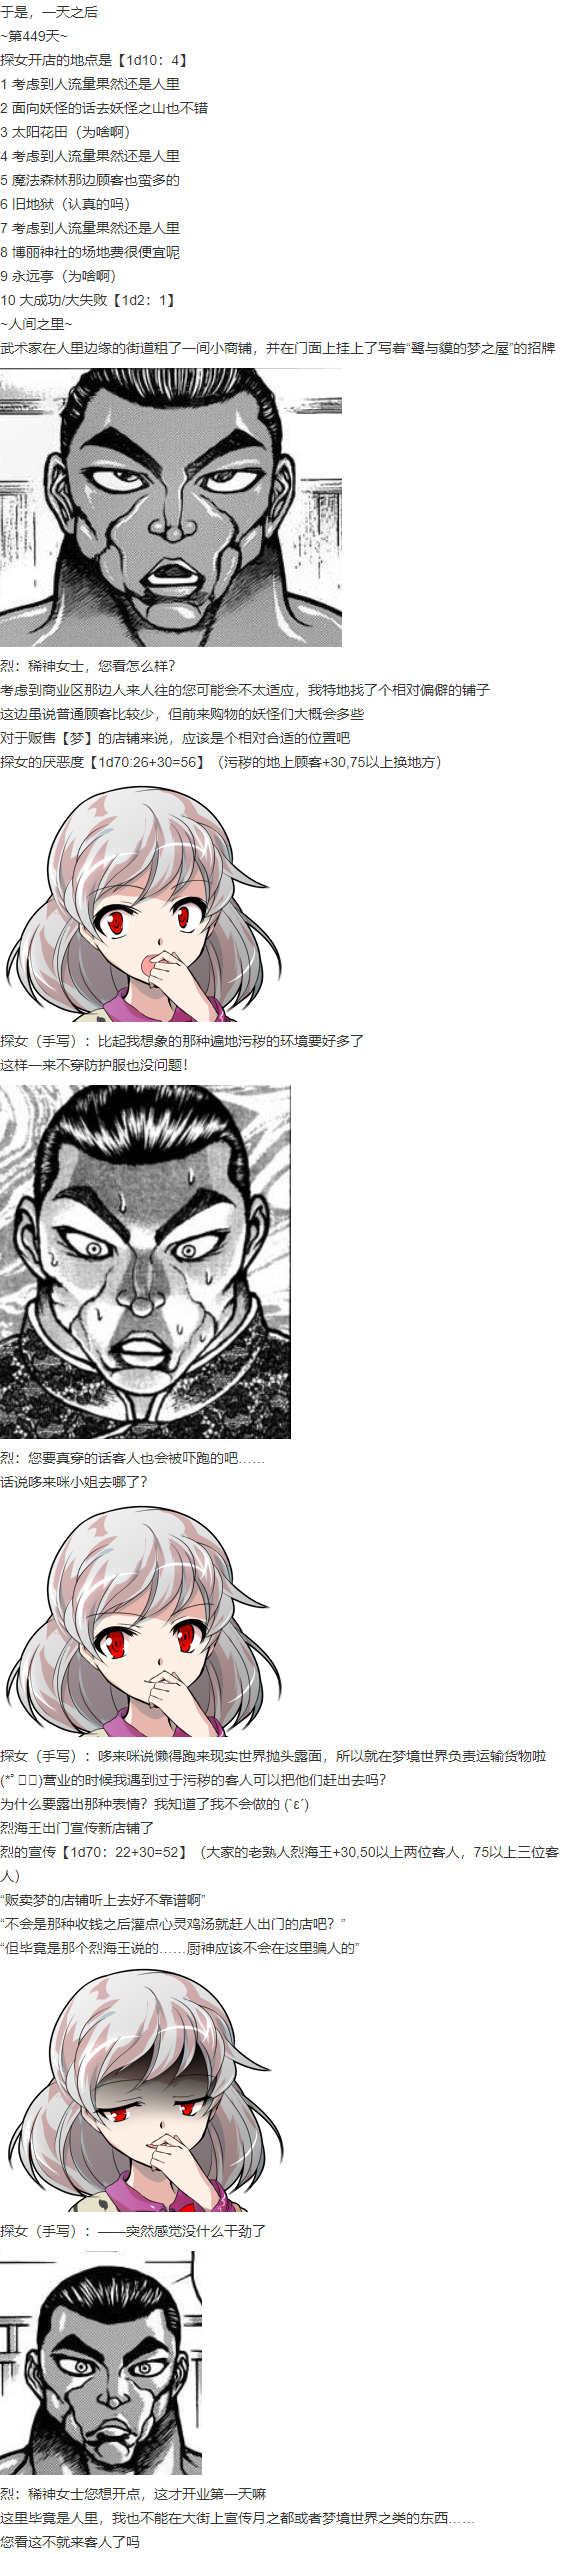 于是，一天之后
~第449天~
探女开店的地点是【1d10：4】
1 考虑到人流量果然还是人里
2 面向妖怪的话去妖怪之山也不错
3 太阳花田（为啥啊）
4 考虑到人流量果然还是人里
5 魔法森林那边顾客也蛮多的
6 旧地狱（认真的吗）
7 考虑到人流量果然还是人里
8 博丽神社的场地费很便宜呢
9 永远亭（为啥啊）
10 大成功/大失败【1d2：1】
~人间之里~
武术家在人里边缘的街道租了一间小商铺，并在门面上挂上了写着“鹭与貘的梦之屋”的招牌
烈：稀神女士，您看怎么样？
考虑到商业区那边人来人往的您可能会不太适应，我特地找了个相对偏僻的铺子
这边虽说普通顾客比较少，但前来购物的妖怪们大概会多些
对于贩售【梦】的店铺来说，应该是个相对合适的位置吧
探女的厌恶度【1d70:26+30=56】（污秽的地上顾客+30,75以上换地方）
探女（手写）：比起我想象的那种遍地污秽的环境要好多了
这样一来不穿防护服也没问题！
烈：您要真穿的话客人也会被吓跑的吧……
话说哆来咪小姐去哪了？
探女（手写）：哆来咪说懒得跑来现实世界抛头露面，所以就在梦境世界负责运输货物啦
(*ﾟ▯▯)营业的时候我遇到过于污秽的客人可以把他们赶出去吗？
为什么要露出那种表情？我知道了我不会做的 (`ε´)
烈海王出门宣传新店铺了
烈的宣传【1d70：22+30=52】（大家的老熟人烈海王+30,50以上两位客人，75以上三位客
人）
“贩卖梦的店铺听上去好不靠谱啊”
“不会是那种收钱之后灌点心灵鸡汤就赶人出门的店吧？”
“但毕竟是那个烈海王说的……厨神应该不会在这里骗人的”
探女（手写）：——突然感觉没什么干劲了
烈：稀神女士您想开点，这才开业第一天嘛
这里毕竟是人里，我也不能在大街上宣传月之都或者梦境世界之类的东西……
您看这不就来客人了吗